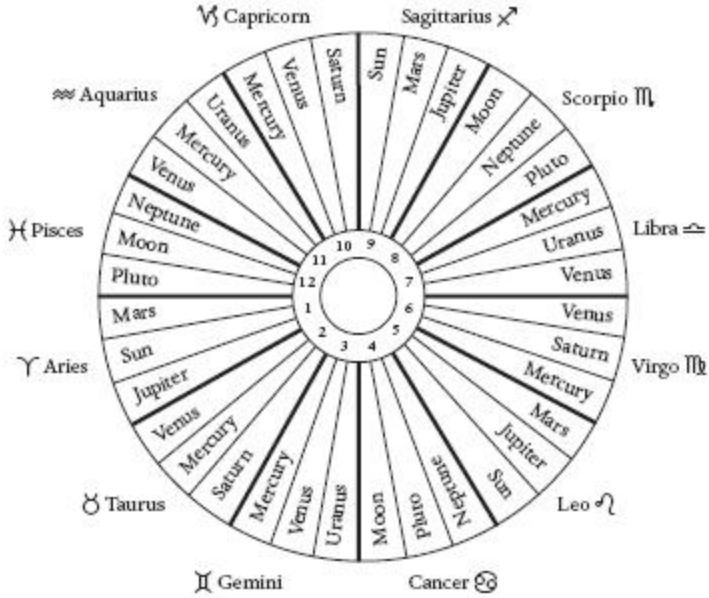 ♑ Capricorn
Sagittarius ♐
♒ Aquarius
Scorpio ♏
♓ Pisces
Libra ♎
♈ Aries
Virgo ♍
♉ Taurus
Leo ♌
♊ Gemini
Cancer ♋
Saturn
Venus
Mercury
Uranus
Mercury
Venus
Neptune
Moon
Pluto
Mars
Sun
Jupiter
Venus
Mercury
Saturn
Mercury
Venus
Uranus
Moon
Pluto
Neptune
Sun
Jupiter
Mars
Mercury
Saturn
Venus
Venus
Uranus
Mercury
Pluto
Neptune
Moon
Jupiter
Mars
Sun
10
11
12
1
2
3
4
5
6
7
8
9